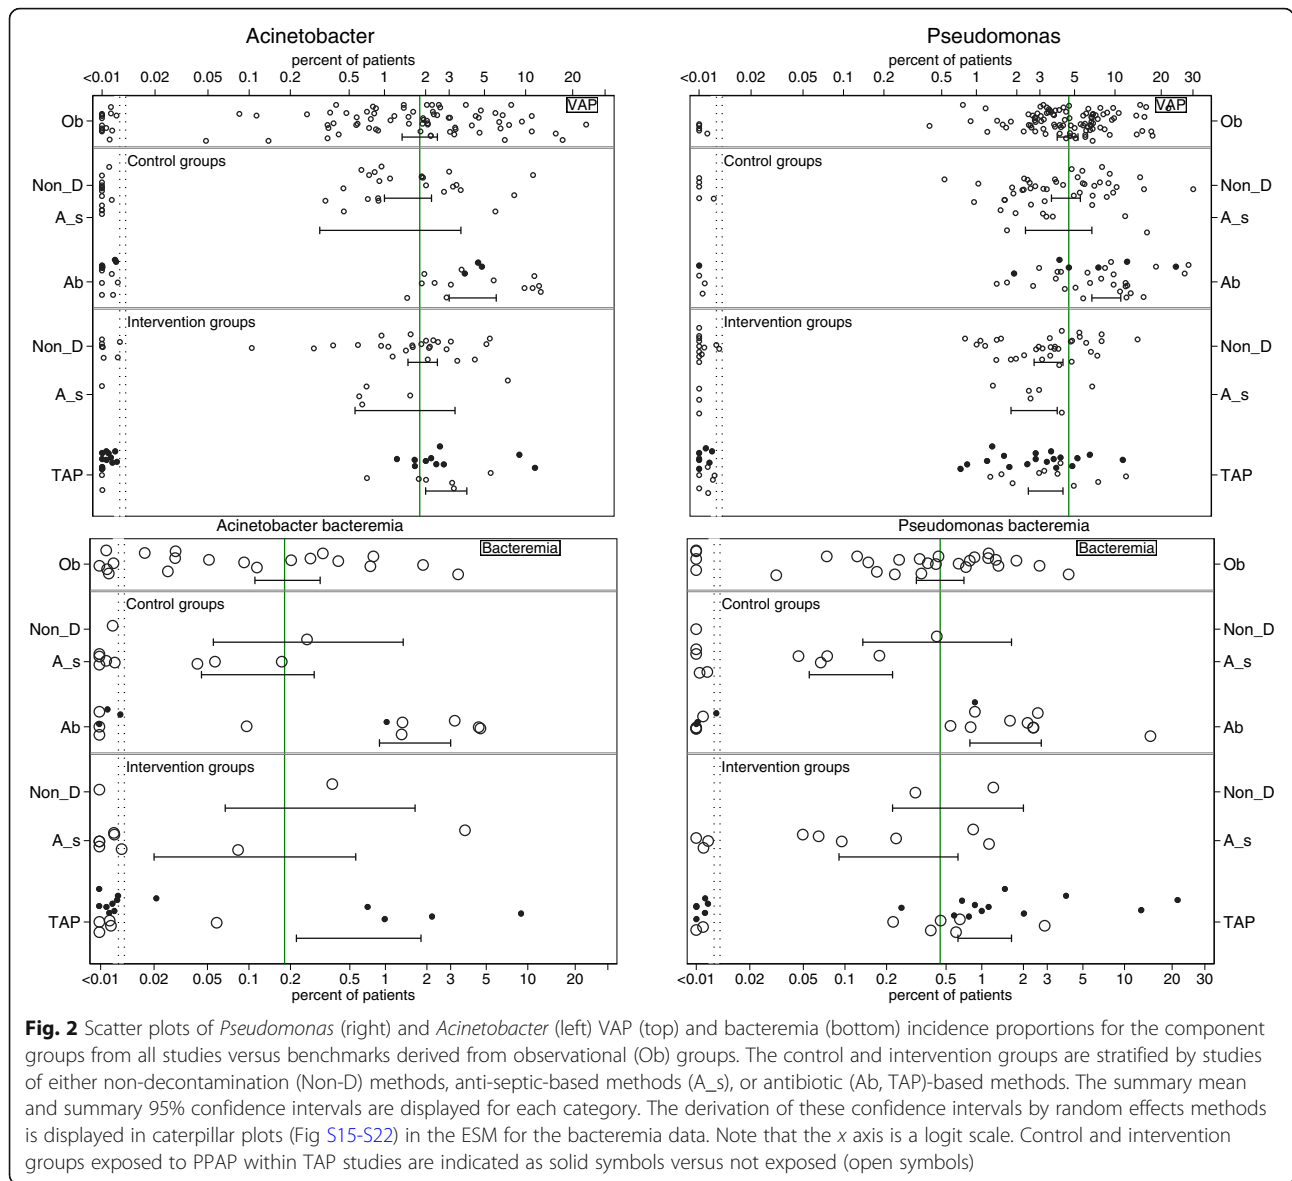 Acinetobacter
percent of patients
<0.01 0.02 0.05 0.1 0.2 0.5 1 2 3 5 10 20
VAP
Ob
Control groups
Non_D
A_s
Ab
Intervention groups
Non_D
A_s
TAP
Pseudomonas
percent of patients
<0.01 0.02 0.05 0.1 0.2 0.5 1 2 3 5 10 20 30
VAP
Ob
Control groups
Non_D
A_s
Ab
Intervention groups
Non_D
A_s
TAP
Acinetobacter bacteremia
Bacteremia
Ob
Control groups
Non_D
A_s
Ab
Intervention groups
Non_D
A_s
TAP
<0.01 0.02 0.05 0.1 0.2 0.5 1 2 3 5 10 20
percent of patients
Pseudomonas bacteremia
Bacteremia
Ob
Control groups
Non_D
A_s
Ab
Intervention groups
Non_D
A_s
TAP
<0.01 0.02 0.05 0.1 0.2 0.5 1 2 3 5 10 20 30
percent of patients
Fig. 2 Scatter plots of Pseudomonas (right) and Acinetobacter (left) VAP (top) and bacteremia (bottom) incidence proportions for the component
groups from all studies versus benchmarks derived from observational (Ob) groups. The control and intervention groups are stratified by studies
of either non-decontamination (Non-D) methods, anti-septic-based methods (A_s), or antibiotic (Ab, TAP)-based methods. The summary mean
and summary 95% confidence intervals are displayed for each category. The derivation of these confidence intervals by random effects methods
is displayed in caterpillar plots (Fig S15-S22) in the ESM for the bacteremia data. Note that the x axis is a logit scale. Control and intervention
groups exposed to PPAP within TAP studies are indicated as solid symbols versus not exposed (open symbols)